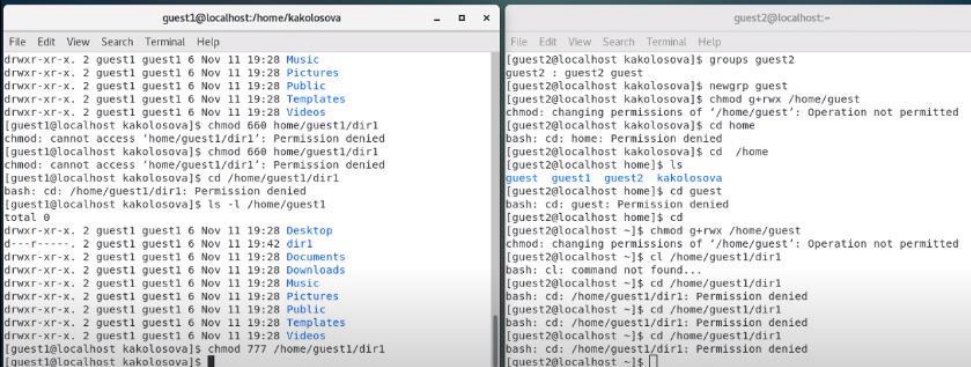 guest1@localhost:/home/kakolosova
File Edit View Search Terminal Help
drwxr-xr-x. 2 guest1 guest1 6 Nov 11 19:28 Music
drwxr-xr-x. 2 guest1 guest1 6 Nov 11 19:28 Pictures
drwxr-xr-x. 2 guest1 guest1 6 Nov 11 19:28 Public
drwxr-xr-x. 2 guest1 guest1 6 Nov 11 19:28 Templates
drwxr-xr-x. 2 guest1 guest1 6 Nov 11 19:28 Videos
[guest1@localhost kakolosova]$ chmod 660 home/guest1/dir1
chmod: cannot access ‘home/guest1/dir1’: Permission denied
[guest1@localhost kakolosova]$ chmod 660 home/guest1/dir1
chmod: cannot access ‘home/guest1/dir1’: Permission denied
[guest1@localhost kakolosova]$ cd /home/guest1/dir1
bash: cd: /home/guest1/dir1: Permission denied
[guest1@localhost kakolosova]$ ls -l /home/guest1
total 0
drwxr-xr-x. 2 guest1 guest1 6 Nov 11 19:28 Desktop
d---r-----. 2 guest1 guest1 6 Nov 11 19:42 dir1
drwxr-xr-x. 2 guest1 guest1 6 Nov 11 19:28 Documents
drwxr-xr-x. 2 guest1 guest1 6 Nov 11 19:28 Downloads
drwxr-xr-x. 2 guest1 guest1 6 Nov 11 19:28 Music
drwxr-xr-x. 2 guest1 guest1 6 Nov 11 19:28 Pictures
drwxr-xr-x. 2 guest1 guest1 6 Nov 11 19:28 Public
drwxr-xr-x. 2 guest1 guest1 6 Nov 11 19:28 Templates
drwxr-xr-x. 2 guest1 guest1 6 Nov 11 19:28 Videos
[guest1@localhost kakolosova]$ chmod 777 /home/guest1/dir1
[guest1@localhost kakolosova]$
guest2@localhost:~
File Edit View Search Terminal Help
[guest2@localhost kakolosova]$ groups guest2
guest2 : guest2 guest
[guest2@localhost kakolosova]$ newgrp guest
[guest2@localhost kakolosova]$ chmod g+rwx /home/guest
chmod: changing permissions of ‘/home/guest’: Operation not permitted
[guest2@localhost kakolosova]$ cd home
bash: cd: home: Permission denied
[guest2@localhost kakolosova]$ cd  /home
[guest2@localhost home]$ ls
guest  guest1  guest2  kakolosova
[guest2@localhost home]$ cd guest
bash: cd: guest: Permission denied
[guest2@localhost home]$ cd
[guest2@localhost ~]$ chmod g+rwx /home/guest
chmod: changing permissions of ‘/home/guest’: Operation not permitted
[guest2@localhost ~]$ cl /home/guest1/dir1
bash: cl: command not found...
[guest2@localhost ~]$ cd /home/guest1/dir1
bash: cd: /home/guest1/dir1: Permission denied
[guest2@localhost ~]$ cd /home/guest1/dir1
bash: cd: /home/guest1/dir1: Permission denied
[guest2@localhost ~]$ cd /home/guest1/dir1
bash: cd: /home/guest1/dir1: Permission denied
[guest2@localhost ~]$